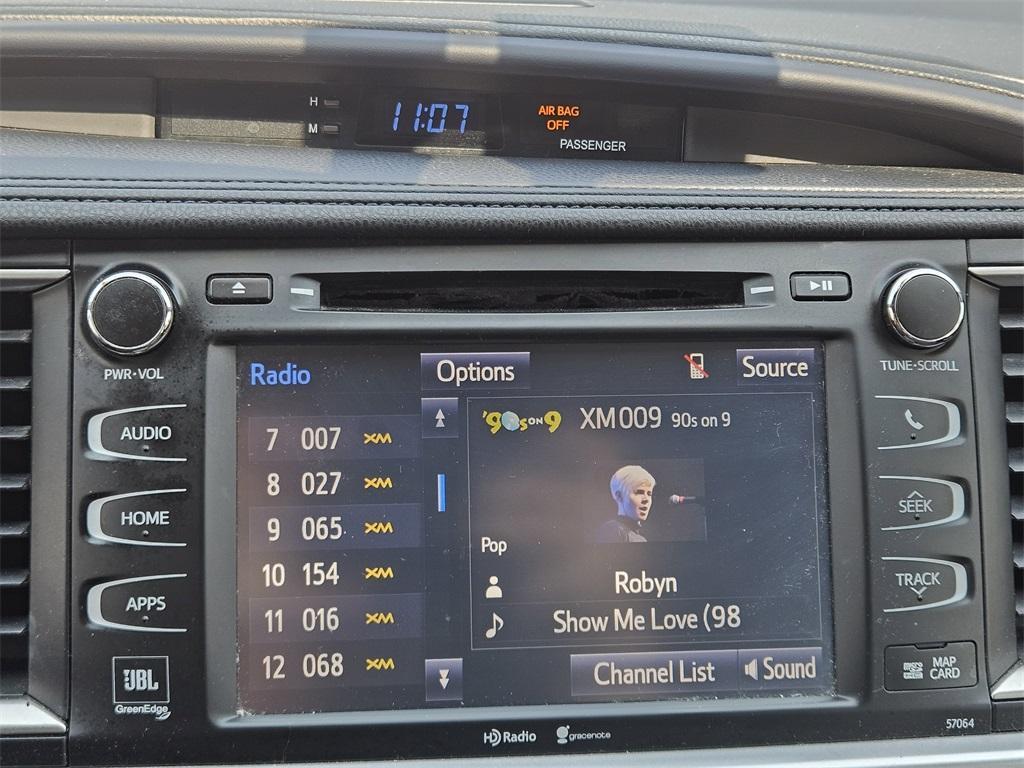 H
M
11:07
AIR BAG
OFF
PASSENGER
PWR·VOL
TUNE·SCROLL
AUDIO
HOME
APPS
JBL
GreenEdge
Radio
Options
Source
7 007 XM
8 027 XM
9 065 XM
10 154 XM
11 016 XM
12 068 XM
'90s ON 9
XM009 90s on 9
Pop
Robyn
Show Me Love (98
Channel List
Sound
SEEK
TRACK
micro SD
MAP
CARD
HD Radio
gracenote
57064